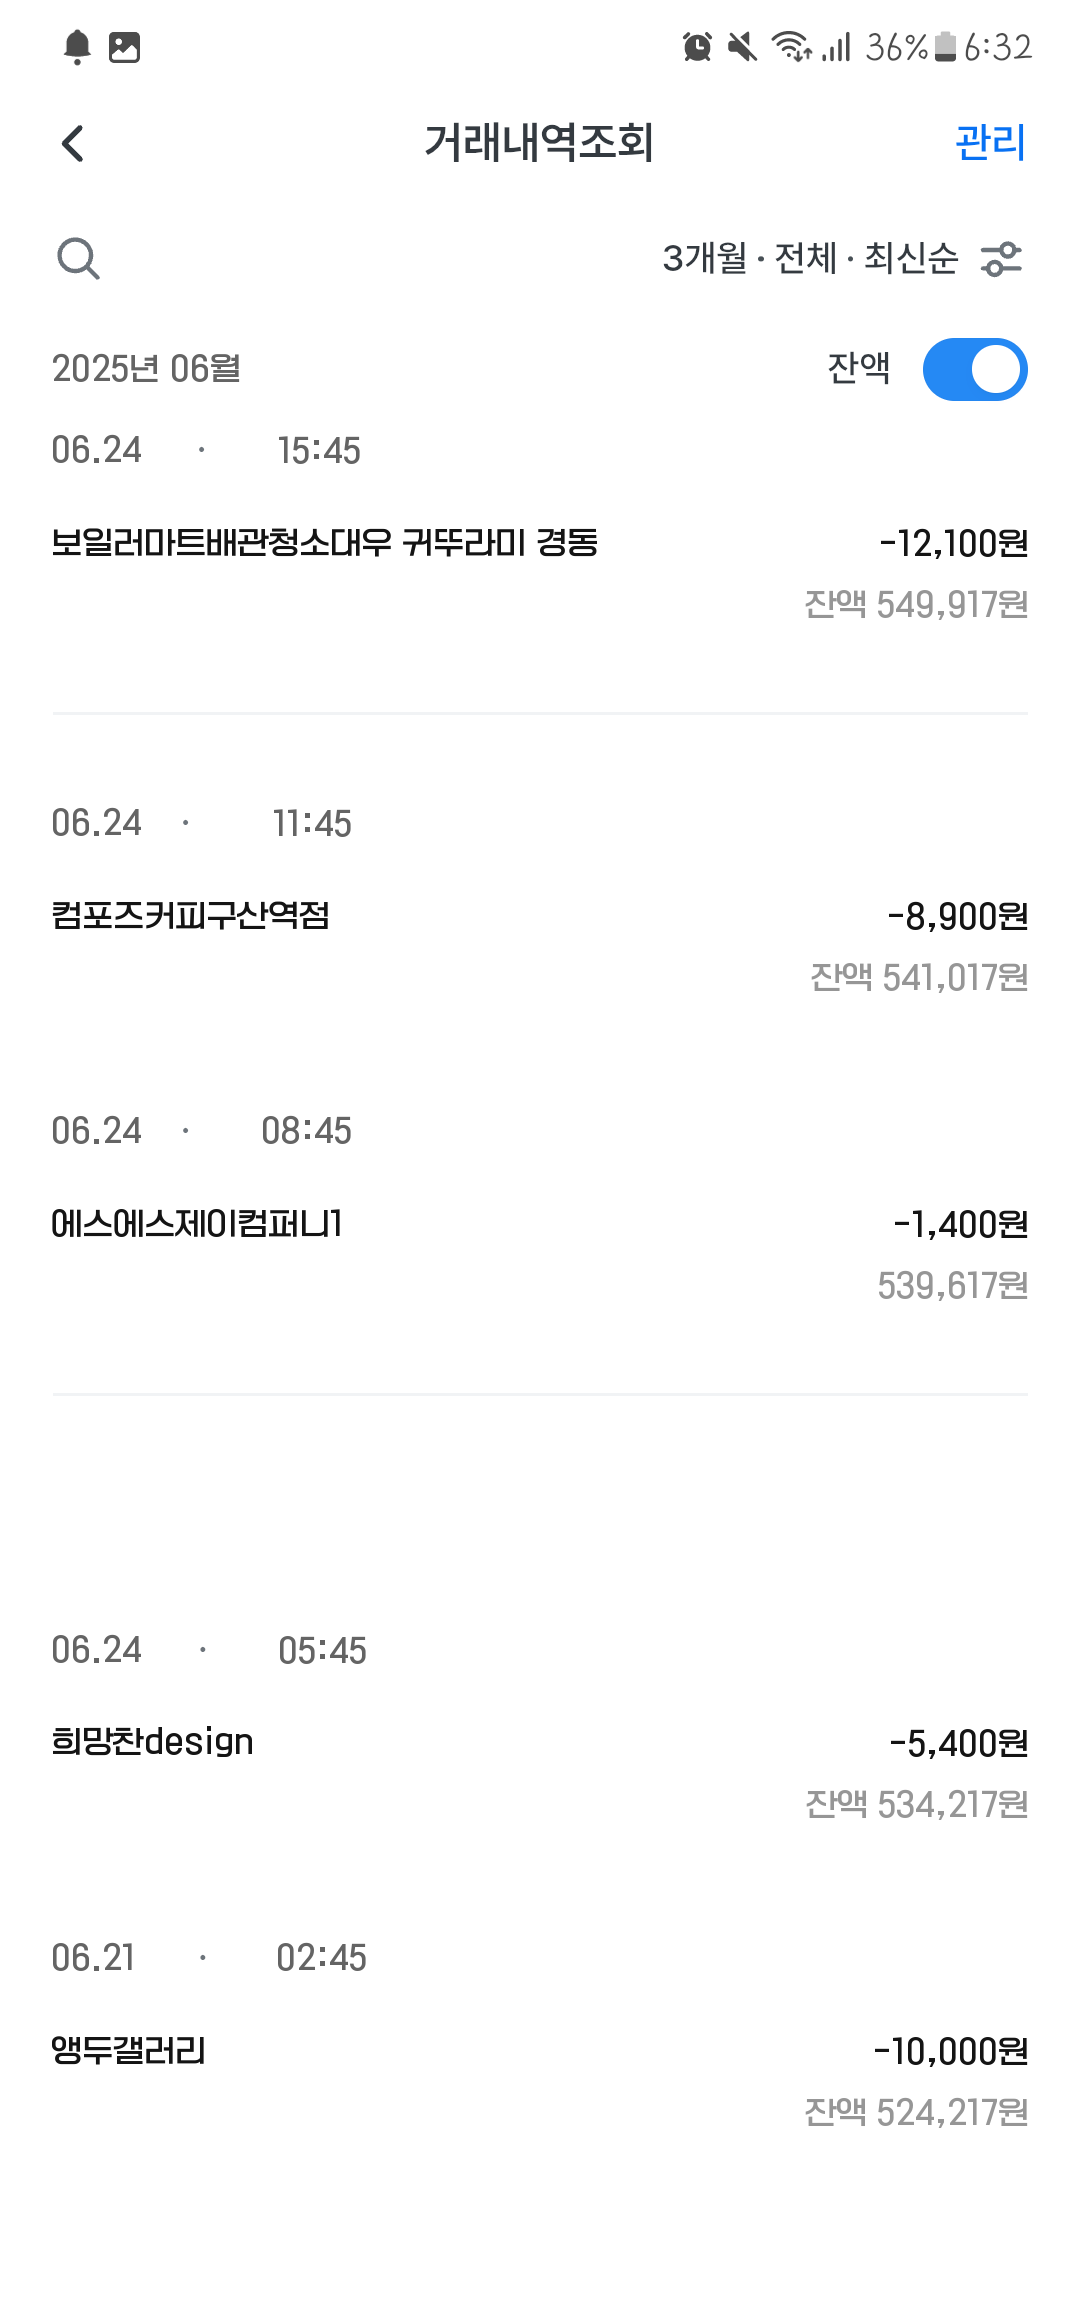 36% 6:32
거래내역조회 관리
3개월 · 전체 · 최신순
2025년 06월 잔액
06.24 · 15:45
보일러마트배관청소대우 귀뚜라미 경동 -12,100원
잔액 549,917원
06.24 · 11:45
컴포즈커피구산역점 -8,900원
잔액 541,017원
06.24 · 08:45
에스에스제이컴퍼니1 -1,400원
539,617원
06.24 · 05:45
희망찬design -5,400원
잔액 534,217원
06.21 · 02:45
앵두갤러리 -10,000원
잔액 524,217원